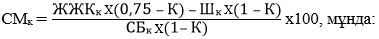 СМк = ЖЖКк х(0,75 – К) – Шк х(1 – К) / СБк х(1–К) х100, мұнда: